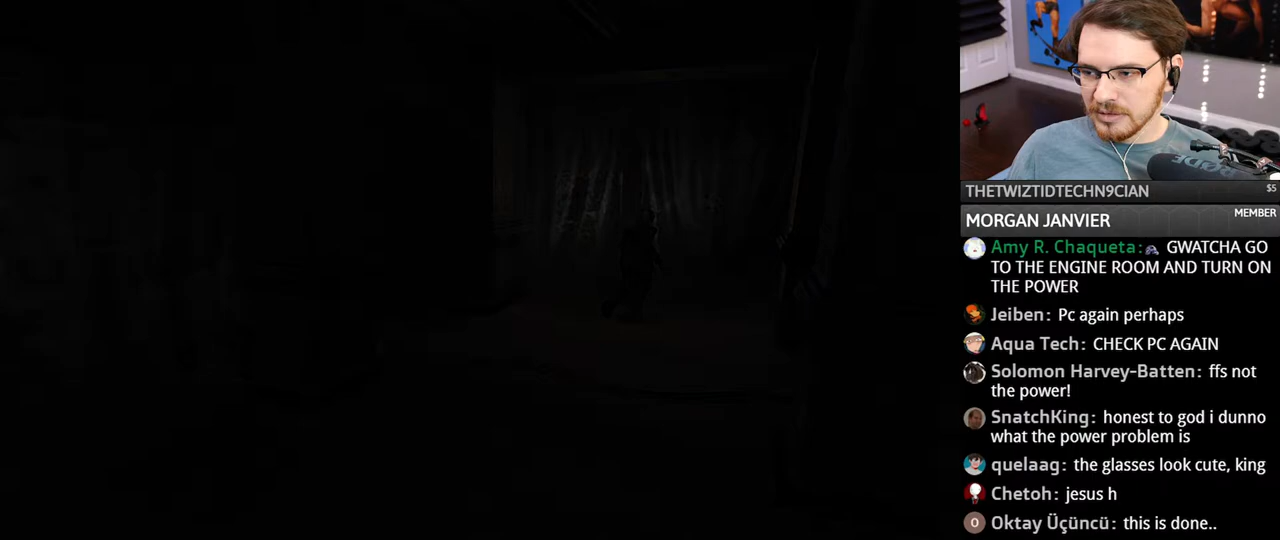 THETWIZTIDTECHN9CIAN
$5
MORGAN JANVIER
MEMBER
Amy R. Chaqueta: GWATCHA GO
TO THE ENGINE ROOM AND TURN ON
THE POWER
Jeiben: Pc again perhaps
Aqua Tech: CHECK PC AGAIN
Solomon Harvey-Batten: ffs not
the power!
SnatchKing: honest to god i dunno
what the power problem is
quelaag: the glasses look cute, king
Chetoh: jesus h
O
Oktay Üçüncü: this is done..
RØDE